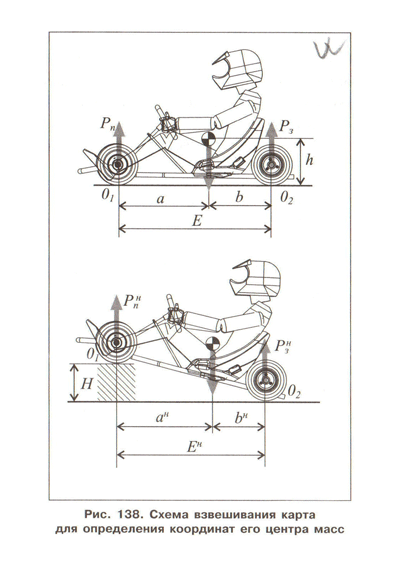 Pп
Pз
h
O1
a
b
O2
E
Pпн
Pзн
O1
H
O2
aн
bн
Eн
Рис. 138. Схема взвешивания карта
для определения координат его центра масс